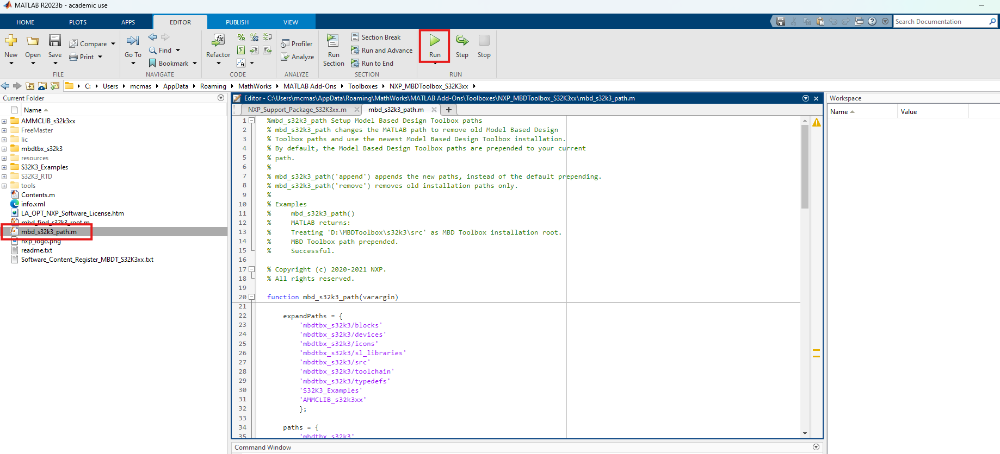 MATLAB R2023b - academic use
HOME PLOTS APPS EDITOR PUBLISH VIEW
Search Documentation
New Open Save Compare Print
FILE
Go To Find Bookmark
NAVIGATE
Refactor
CODE
Profiler
Analyze
ANALYZE
Run Section
Section Break
Run and Advance
Run to End
SECTION
Run Step Stop
RUN
C: Users mcmas AppData Roaming MathWorks MATLAB Add-Ons Toolboxes NXP_MBDToolbox_S32K3xx
Current Folder
Name
AMMCLIB_s32k3xx
FreeMaster
lic
mbdtbx_s32k3
resources
S32K3_Examples
S32K3_RTD
tools
Contents.m
info.xml
LA_OPT_NXP_Software_License.htm
mbd_find_s32k3_root.m
mbd_s32k3_path.m
nxp_logo.png
readme.txt
Software_Content_Register_MBDT_S32K3xx.txt
Editor - C:\Users\mcmas\AppData\Roaming\MathWorks\MATLAB Add-Ons\Toolboxes\NXP_MBDToolbox_S32K3xx\mbd_s32k3_path.m
NXP_Support_Package_S32K3xx.m mbd_s32k3_path.m
1 %mbd_s32k3_path Setup Model Based Design Toolbox paths
2 % mbd_s32k3_path changes the MATLAB path to remove old Model Based Design
3 % Toolbox paths and use the newest Model Based Design Toolbox installation.
4 % By default, the Model Based Design Toolbox paths are prepended to your current
5 % path.
6 %
7 % mbd_s32k3_path('append') appends the new paths, instead of the default prepending.
8 % mbd_s32k3_path('remove') removes old installation paths only.
9 %
10 % Examples
11 % mbd_s32k3_path()
12 % MATLAB returns:
13 % Treating 'D:\MBDToolbox\s32k3\src' as MBD Toolbox installation root.
14 % MBD Toolbox path prepended.
15 % Successful.
16
17 % Copyright (c) 2020-2021 NXP.
18 % All rights reserved.
19
20 function mbd_s32k3_path(varargin)
21
22 expandPaths = {
23 'mbdtbx_s32k3/blocks'
24 'mbdtbx_s32k3/devices'
25 'mbdtbx_s32k3/icons'
26 'mbdtbx_s32k3/sl_libraries'
27 'mbdtbx_s32k3/src'
28 'mbdtbx_s32k3/toolchain'
29 'mbdtbx_s32k3/typedefs'
30 'S32K3_Examples'
31 'AMMCLIB_s32k3xx'
32 };
33
34 paths = {
35 'mbdtbx_s32k3'
Command Window
Workspace
Name Value